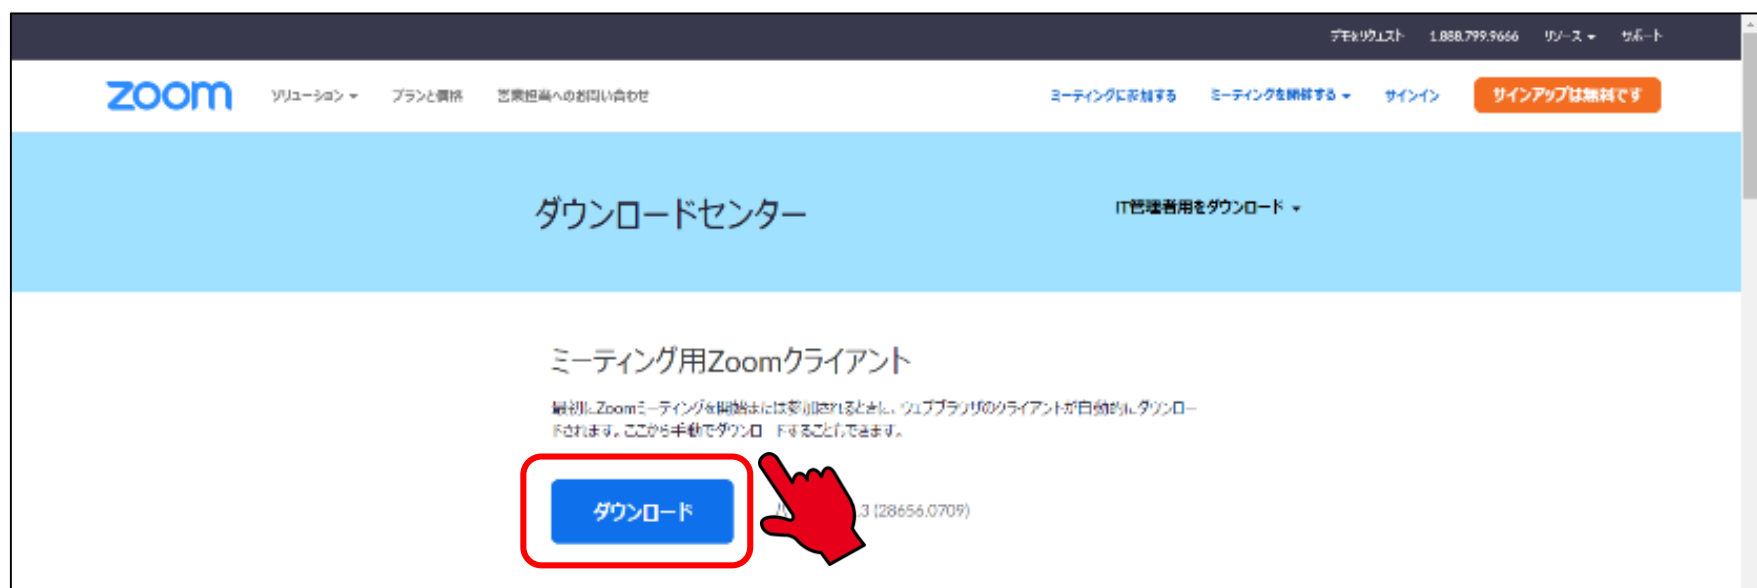 デモをリクエスト 1.888.799.9666 リソース サポート
zoom ソリューション プランと価格 営業担当へのお問い合わせ ミーティングに参加する ミーティングを開催する サインイン サインアップは無料です
ダウンロードセンター IT管理者用をダウンロード
ミーティング用Zoomクライアント
最初にZoomミーティングを開始または参加されるときに、ウェブブラウザのクライアントが自動的にダウンロー
ドされます。ここから手動でダウンロードすることもできます。
ダウンロード .3 (28656.0709)